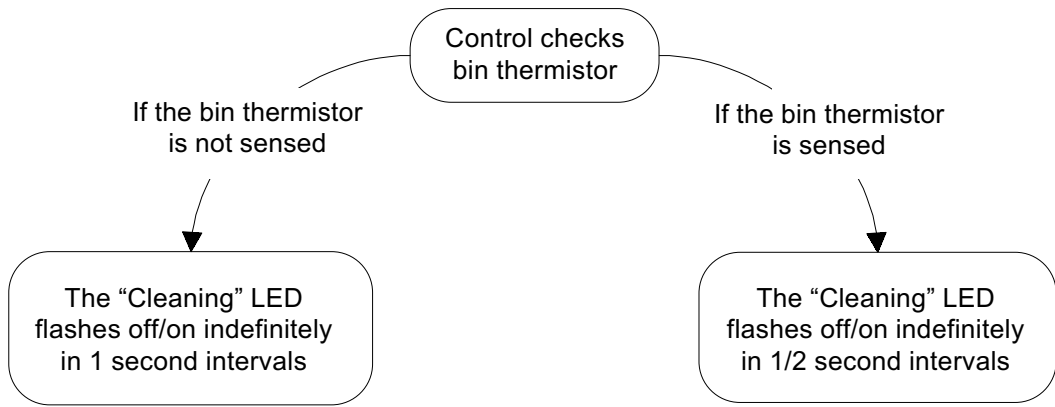 Control checks
bin thermistor
If the bin thermistor
is not sensed
If the bin thermistor
is sensed
The “Cleaning” LED
flashes off/on indefinitely
in 1 second intervals
The “Cleaning” LED
flashes off/on indefinitely
in 1/2 second intervals